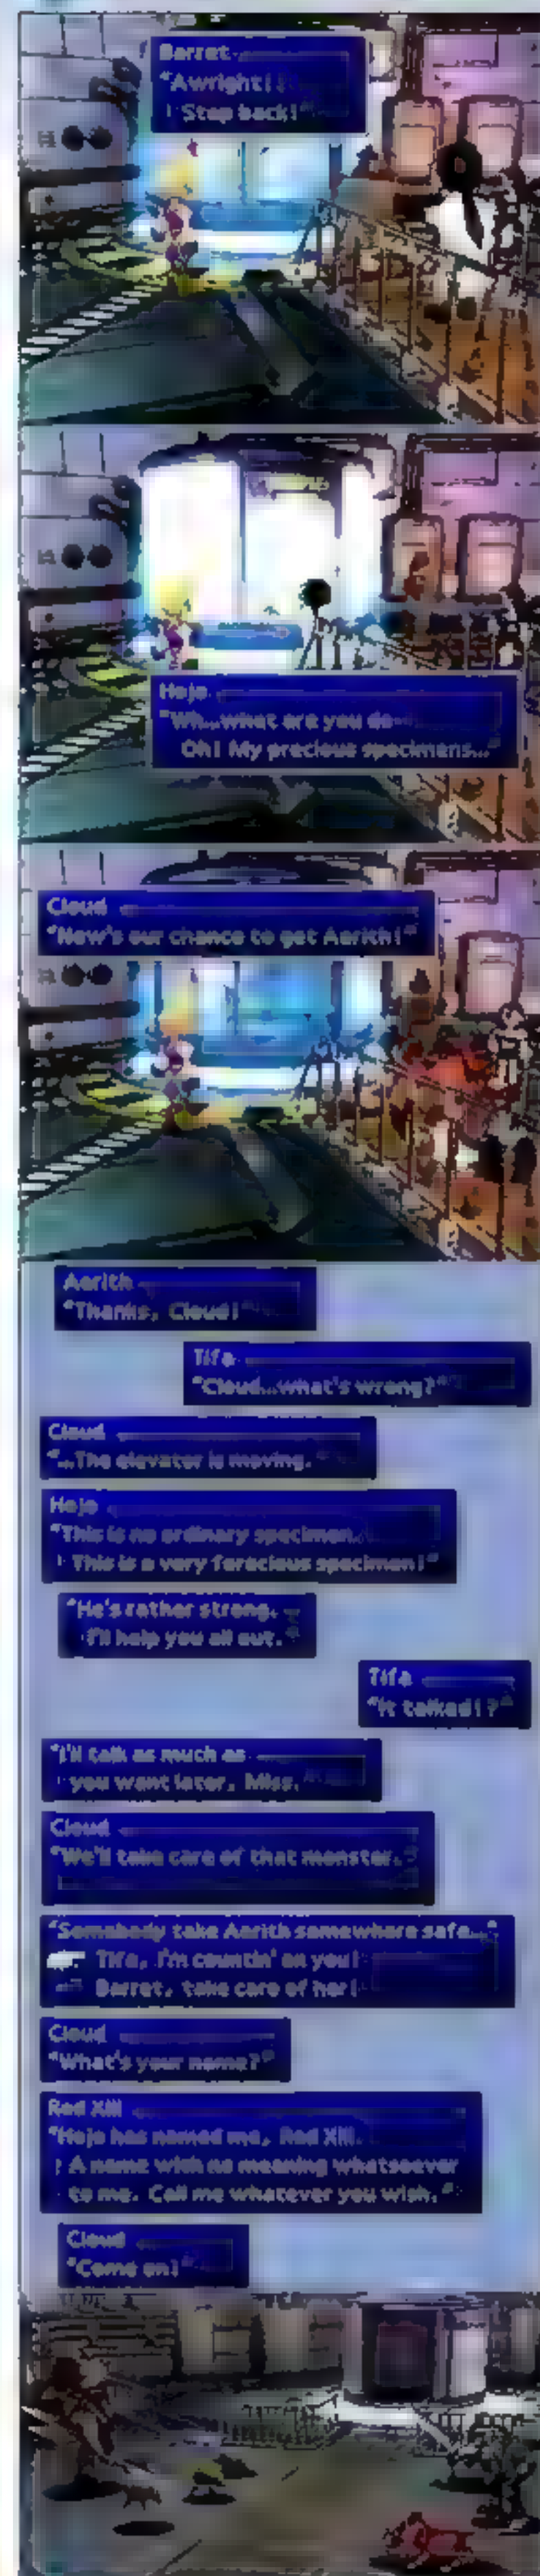 Barret
"Awright!!
Step back!"
Hojo
"Wh...what are you do
Oh! My precious specimens..."
Cloud
"Now's our chance to get Aerith!"
Aerith
"Thanks, Cloud!"
Tifa
"Cloud...what's wrong?"
Cloud
"...The elevator is moving."
Hojo
"This is no ordinary specimen.
This is a very ferocious specimen!"
"He's rather strong.
I'll help you all out."
Tifa
"It talked!?"
"I'll talk as much as
you want later, Miss."
Cloud
"We'll take care of that monster."
"Somebody take Aerith somewhere safe..."
Tifa, I'm countin' on you!
Barret, take care of her!
Cloud
"What's your name?"
Red XIII
"Hojo has named me, Red XIII.
A name with no meaning whatsoever
to me. Call me whatever you wish."
Cloud
"Come on!"